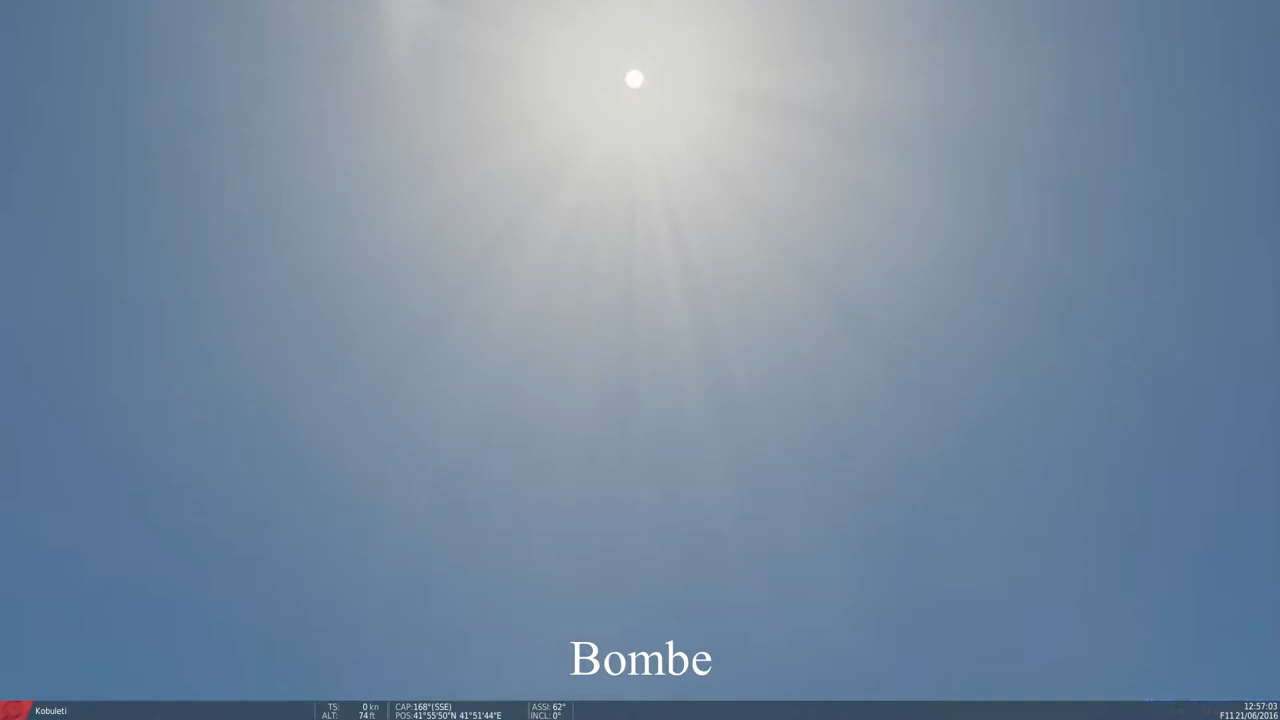 Bombe
Kobuleti
TS: 0 kn CAP:168°(SSE) ASSI: 62° 12:57:03
ALT: 74 ft POS:41°55'50"N 41°51'44"E INCL: 0° F11 21/06/2016